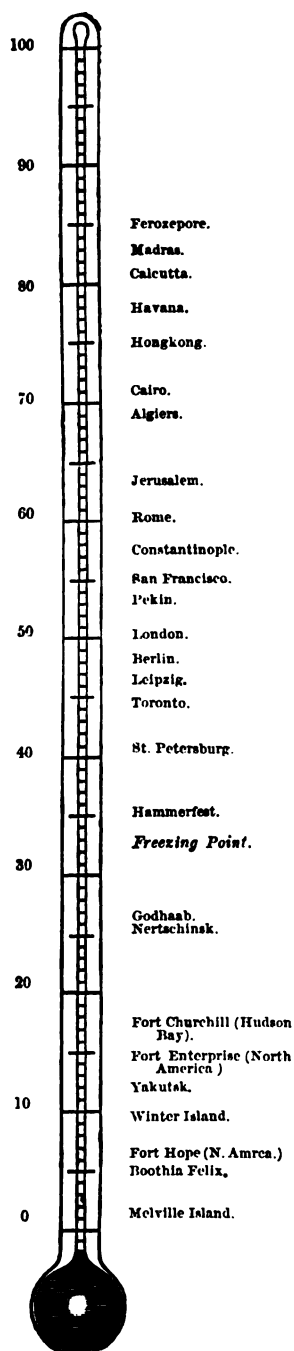 100
90
Ferozepore.
Madras.
Calcutta.
80
Havana.
Hongkong.
Cairo.
70
Algiers.
Jerusalem.
60
Rome.
Constantinople.
San Francisco.
Pekin.
50
London.
Berlin.
Leipzig.
Toronto.
40
St. Petersburg.
Hammerfest.
Freezing Point.
30
Godhaab.
Nertschinsk.
20
Fort Churchill (Hudson
Bay).
Fort Enterprise (North
America )
Yakutsk.
10
Winter Island.
Fort Hope (N. Amrca.)
Boothia Felix.
0
Melville Island.